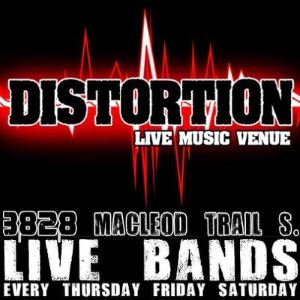 DISTORTION
LIVE MUSIC VENUE
3828 MACLEOD TRAIL S.
LIVE BANDS
EVERY THURSDAY FRIDAY SATURDAY